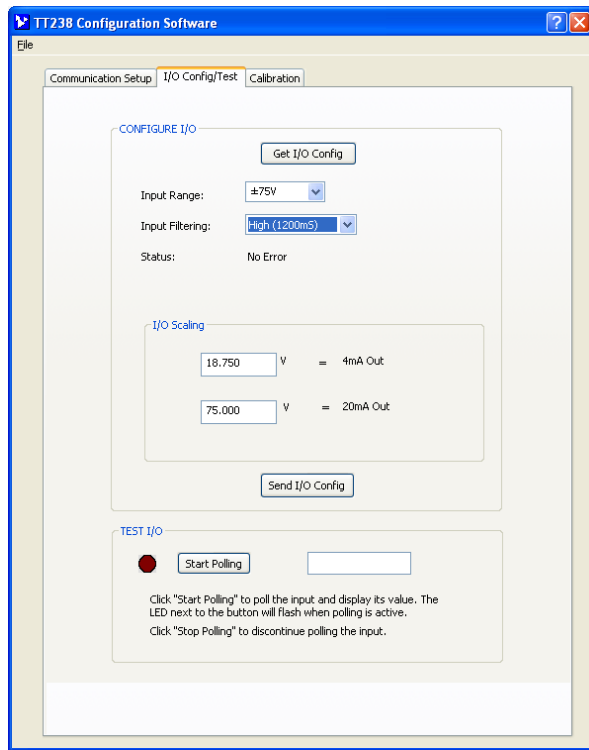 TT238 Configuration Software
File
Communication Setup I/O Config/Test Calibration
CONFIGURE I/O
Get I/O Config
Input Range: ±75V
Input Filtering: High (1200mS)
Status: No Error
I/O Scaling
18.750 V = 4mA Out
75.000 V = 20mA Out
Send I/O Config
TEST I/O
Start Polling
Click "Start Polling" to poll the input and display its value. The
LED next to the button will flash when polling is active.
Click "Stop Polling" to discontinue polling the input.